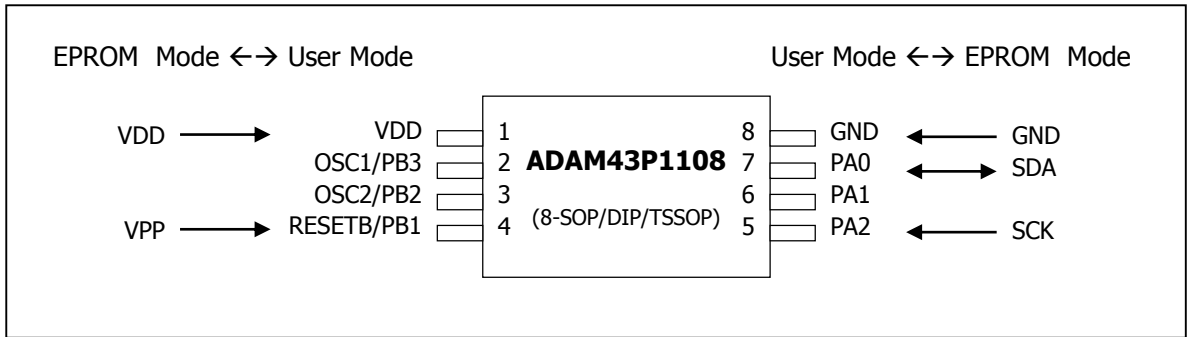 EPROM Mode ←→ User Mode User Mode ←→ EPROM Mode
VDD VDD 1 8 GND GND
OSC1/PB3 2 ADAM43P1108 7 PA0 SDA
OSC2/PB2 3 6 PA1
(8-SOP/DIP/TSSOP)
VPP RESETB/PB1 4 5 PA2 SCK